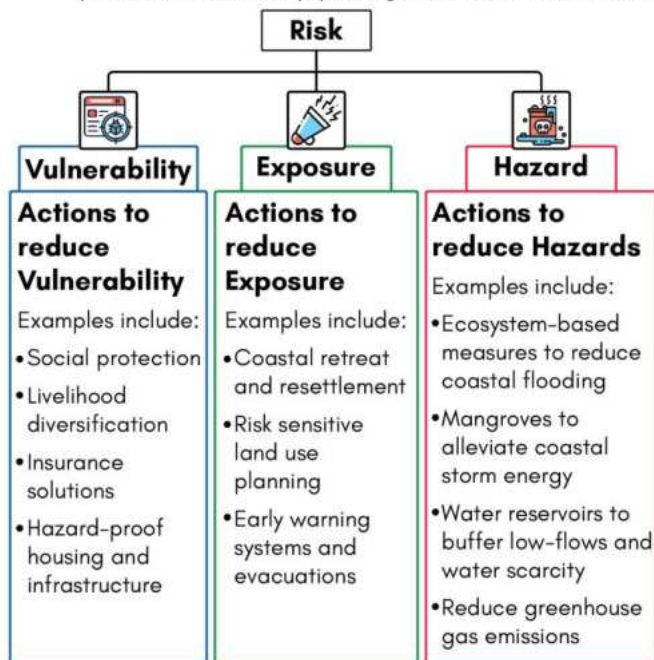 Risk
Vulnerability
Actions to
reduce
Vulnerability
Examples include:
•Social protection
•Livelihood
diversification
•Insurance
solutions
•Hazard-proof
housing and
infrastructure
Exposure
Actions to
reduce
Exposure
Examples include:
•Coastal retreat
and resettlement
•Risk sensitive
land use
planning
•Early warning
systems and
evacuations
Hazard
Actions to
reduce Hazards
Examples include:
•Ecosystem-based
measures to reduce
coastal flooding
•Mangroves to
alleviate coastal
storm energy
•Water reservoirs to
buffer low-flows and
water scarcity
•Reduce greenhouse
gas emissions